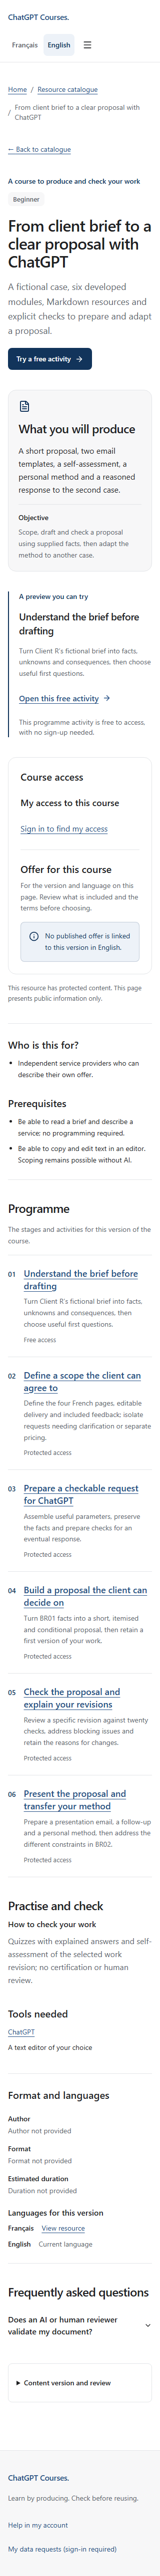 ChatGPT Courses.
Français English
Home / Resource catalogue
/ From client brief to a clear proposal with
ChatGPT
← Back to catalogue
A course to produce and check your work
Beginner
From client brief to a
clear proposal with
ChatGPT
A fictional case, six developed
modules, Markdown resources and
explicit checks to prepare and adapt
a proposal.
Try a free activity →
What you will produce
A short proposal, two email
templates, a self-assessment, a
personal method and a reasoned
response to the second case.
Objective
Scope, draft and check a proposal
using supplied facts, then adapt the
method to another case.
A preview you can try
Understand the brief before
drafting
Turn Client R's fictional brief into facts,
unknowns and consequences, then choose
useful first questions.
Open this free activity →
This programme activity is free to access,
with no sign-up needed.
Course access
My access to this course
Sign in to find my access
Offer for this course
For the version and language on this
page. Review what is included and the
terms before choosing.
No published offer is linked
to this version in English.
This resource has protected content. This page
presents public information only.
Who is this for?
• Independent service providers who can
describe their own offer.
Prerequisites
• Be able to read a brief and describe a
service; no programming required.
• Be able to copy and edit text in an editor.
Scoping remains possible without AI.
Programme
The stages and activities for this version of the
course.
01 Understand the brief before
drafting
Turn Client R's fictional brief into facts,
unknowns and consequences, then
choose useful first questions.
Free access
02 Define a scope the client can
agree to
Define the four French pages, editable
delivery and included feedback; isolate
requests needing clarification or separate
pricing.
Protected access
03 Prepare a checkable request
for ChatGPT
Assemble useful parameters, preserve
the facts and prepare checks for an
eventual response.
Protected access
04 Build a proposal the client can
decide on
Turn BR01 facts into a short, itemised
and conditional proposal, then retain a
first version of your work.
Protected access
05 Check the proposal and
explain your revisions
Review a specific revision against twenty
checks, address blocking issues and
retain the reasons for changes.
Protected access
06 Present the proposal and
transfer your method
Prepare a presentation email, a follow-up
and a personal method, then address the
different constraints in BR02.
Protected access
Practise and check
How to check your work
Quizzes with explained answers and self-
assessment of the selected work
revision; no certification or human
review.
Tools needed
ChatGPT
A text editor of your choice
Format and languages
Author
Author not provided
Format
Format not provided
Estimated duration
Duration not provided
Languages for this version
Français View resource
English Current language
Frequently asked questions
Does an AI or human reviewer
validate my document?
▶ Content version and review
ChatGPT Courses.
Learn by producing. Check before reusing.
Help in my account
My data requests (sign-in required)